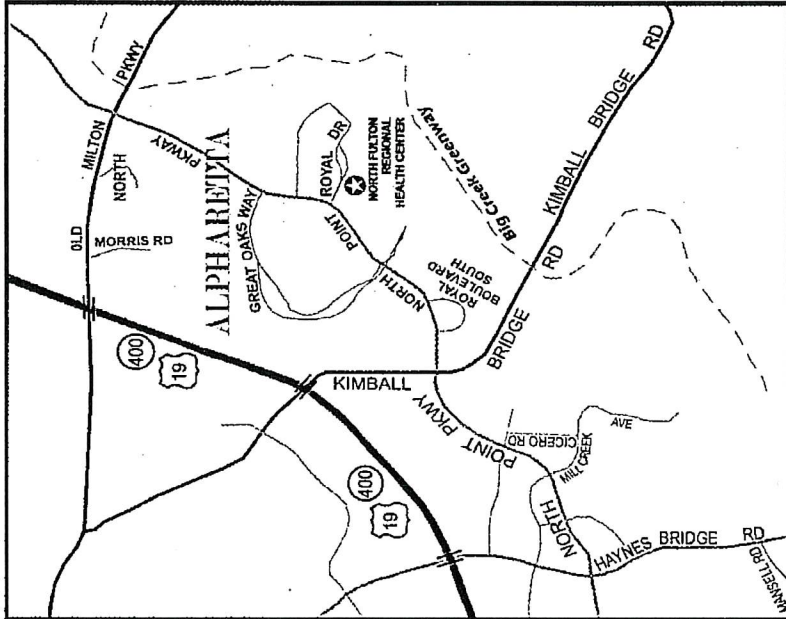 OLD
MILTON
PKWY
NORTH
MORRIS RD
PKWY
ALPHARETTA
GREAT OAKS WAY
ROYAL
DR
NORTH FULTON
REGIONAL
HEALTH CENTER
POINT
NORTH
400
19
Big Creek Greenway
ROYAL
BOULEVARD
SOUTH
KIMBALL
BRIDGE
RD
KIMBALL
BRIDGE
RD
400
19
POINT
PKWY
CICERO RD
MILL CREEK
AVE
NORTH
HAYNES
BRIDGE
RD
MANSELL RD